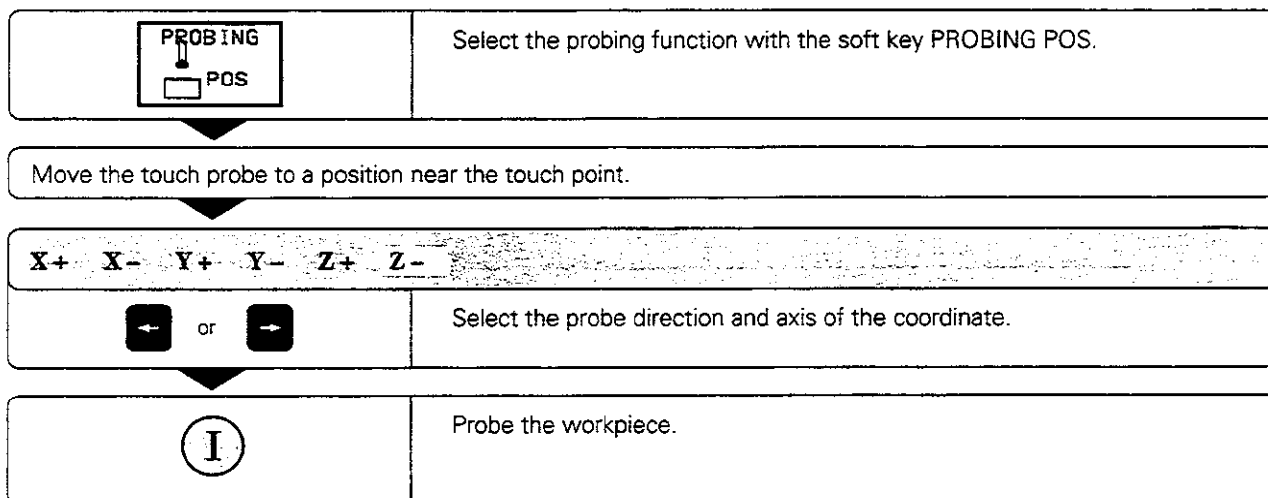 PROBING
POS
Select the probing function with the soft key PROBING POS.
Move the touch probe to a position near the touch point.
X+ X– Y+ Y– Z+ Z–
or
Select the probe direction and axis of the coordinate.
I
Probe the workpiece.